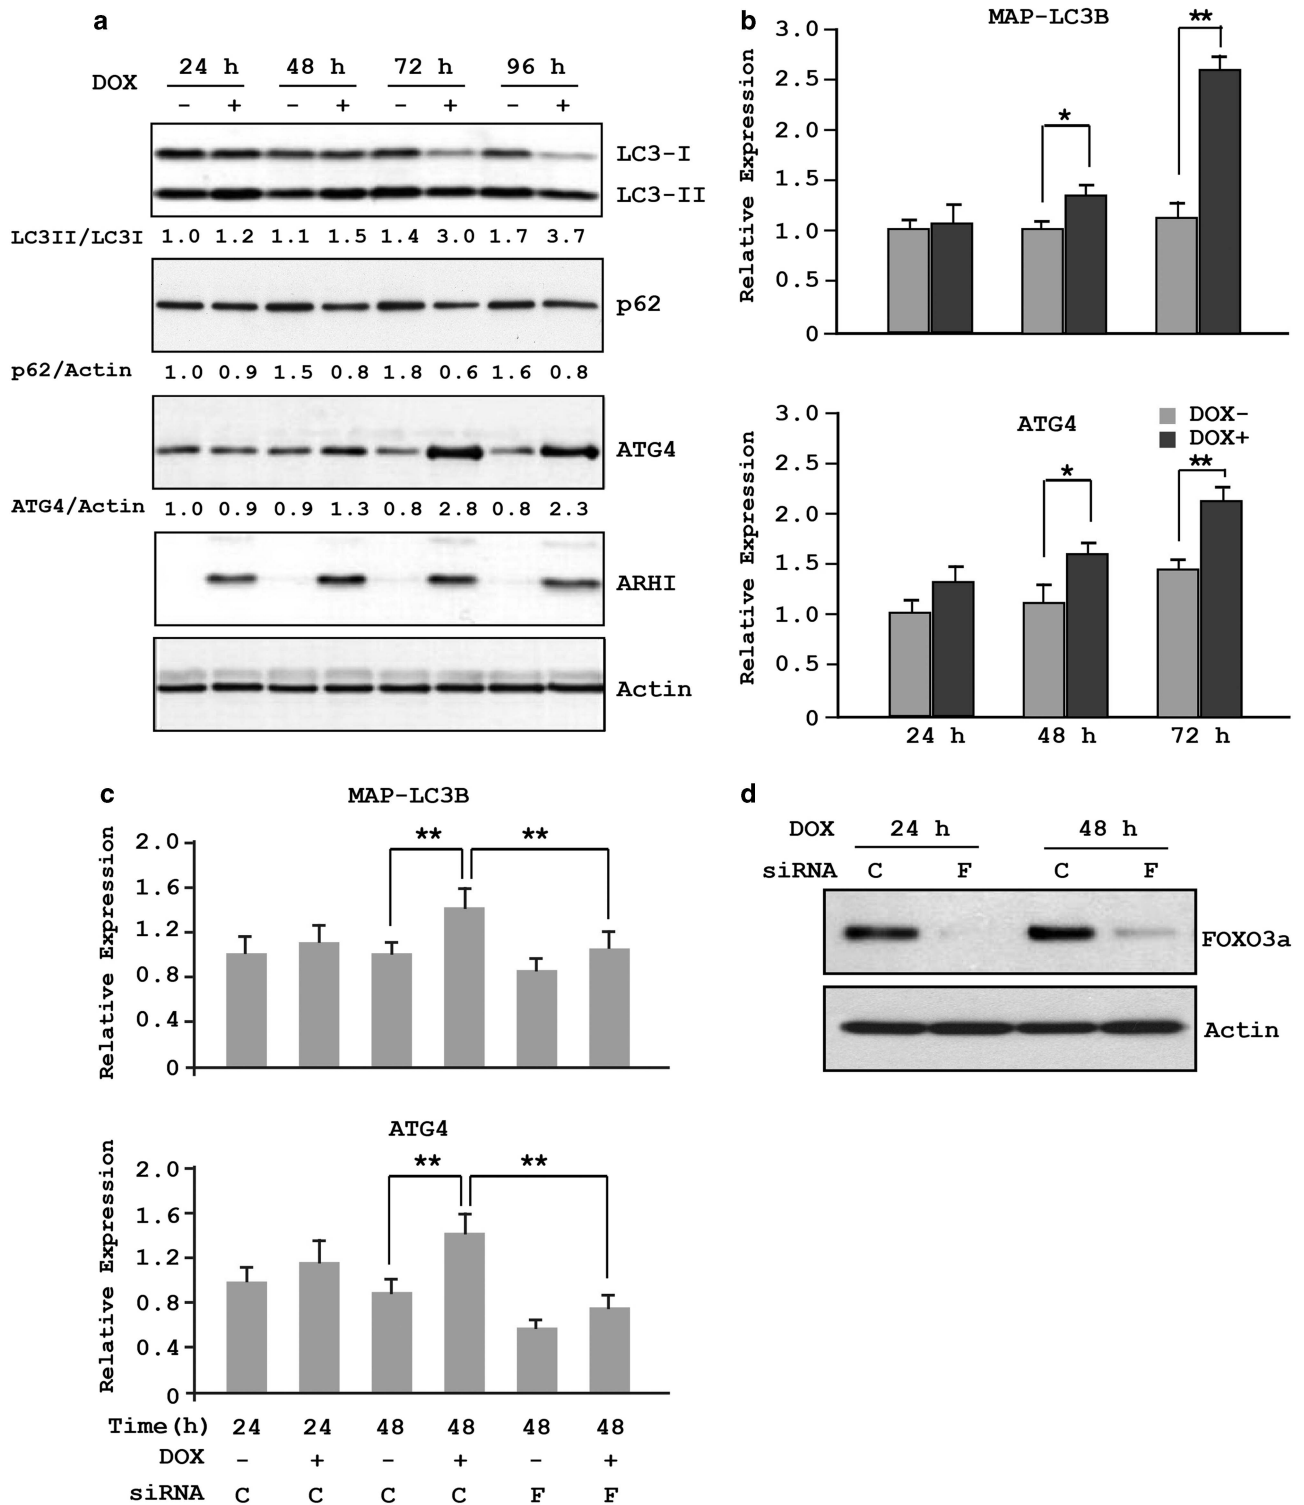 a
24 h 48 h 72 h 96 h
DOX
- + - + - + - +
LC3-I
LC3-II
LC3II/LC3I 1.0 1.2 1.1 1.5 1.4 3.0 1.7 3.7
p62
p62/Actin 1.0 0.9 1.5 0.8 1.8 0.6 1.6 0.8
ATG4
ATG4/Actin 1.0 0.9 0.9 1.3 0.8 2.8 0.8 2.3
ARHI
Actin
b
MAP-LC3B
Relative Expression
3.0
2.5
2.0
1.5
1.0
0.5
0
*
**
ATG4
Relative Expression
3.0
2.5
2.0
1.5
1.0
0.5
0
DOX-
DOX+
*
**
24 h 48 h 72 h
c
MAP-LC3B
Relative Expression
2.0
1.6
1.2
0.8
0.4
0
** **
ATG4
Relative Expression
2.0
1.6
1.2
0.8
0.4
0
** **
Time(h) 24 24 48 48 48 48
DOX - + - + - +
siRNA C C C C F F
d
DOX 24 h 48 h
siRNA C F C F
FOXO3a
Actin